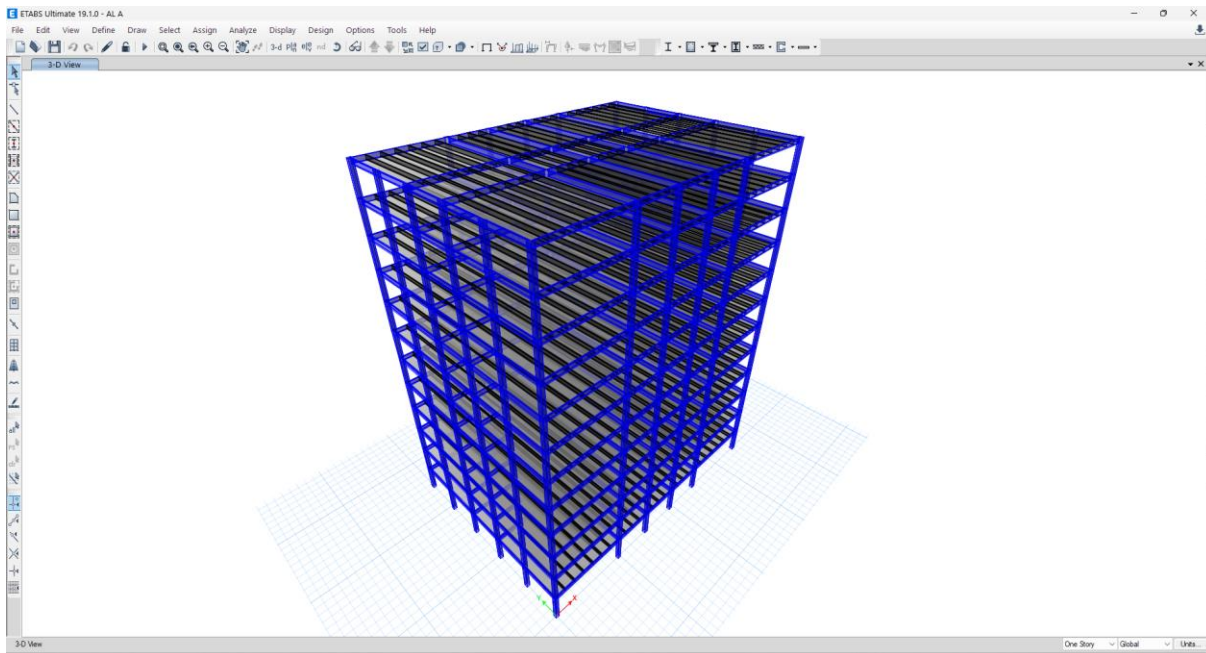 E ETABS Ultimate 19.1.0 - AL A
File Edit View Define Draw Select Assign Analyze Display Design Options Tools Help
3-d
3-D View
Y X
3-D View One Story Global Units...